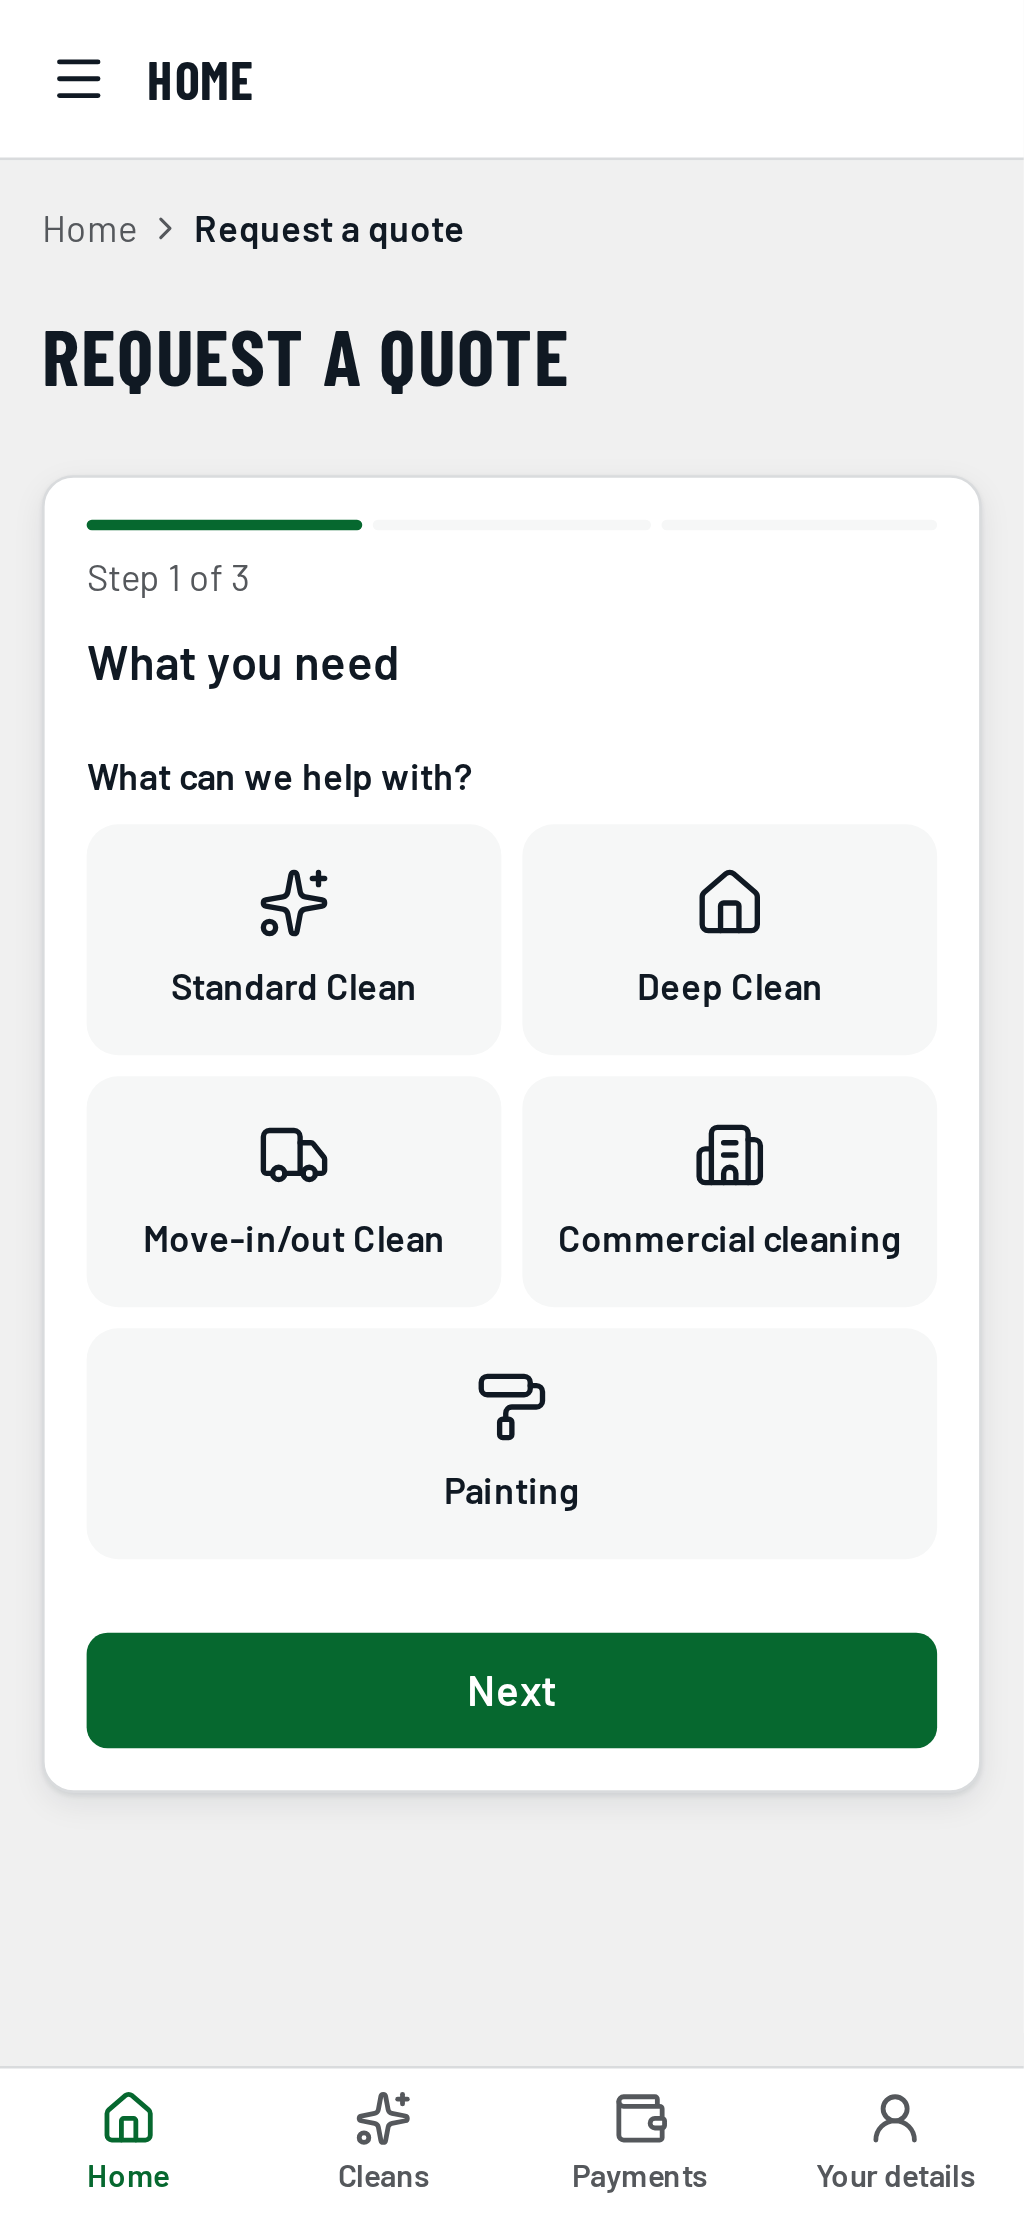 HOME
Home > Request a quote
REQUEST A QUOTE
Step 1 of 3
What you need
What can we help with?
Standard Clean
Deep Clean
Move-in/out Clean
Commercial cleaning
Painting
Next
Home
Cleans
Payments
Your details